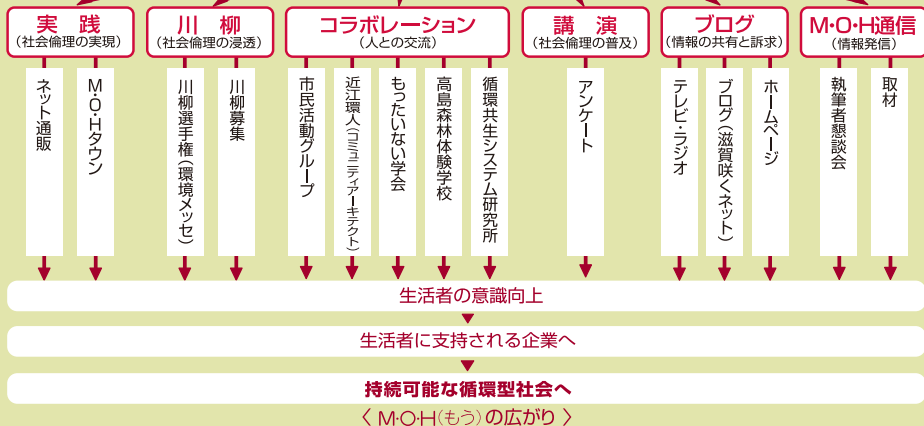 実践
(社会倫理の実現)
川柳
(社会倫理の浸透)
コラボレーション
(人との交流)
講演
(社会倫理の普及)
ブログ
(情報の共有と訴求)
M・O・H通信
(情報発信)
ネット通販
M・O・Hタウン
川柳選手権(環境メッセ)
川柳募集
市民活動グループ
近江環人(コミュニティアーキテクト)
もったいない学会
高島森林体験学校
循環共生システム研究所
アンケート
テレビ・ラジオ
ブログ(滋賀咲くネット)
ホームページ
執筆者懇談会
取材
生活者の意識向上
生活者に支持される企業へ
持続可能な循環型社会へ
〈 M・O・H(もう)の広がり 〉